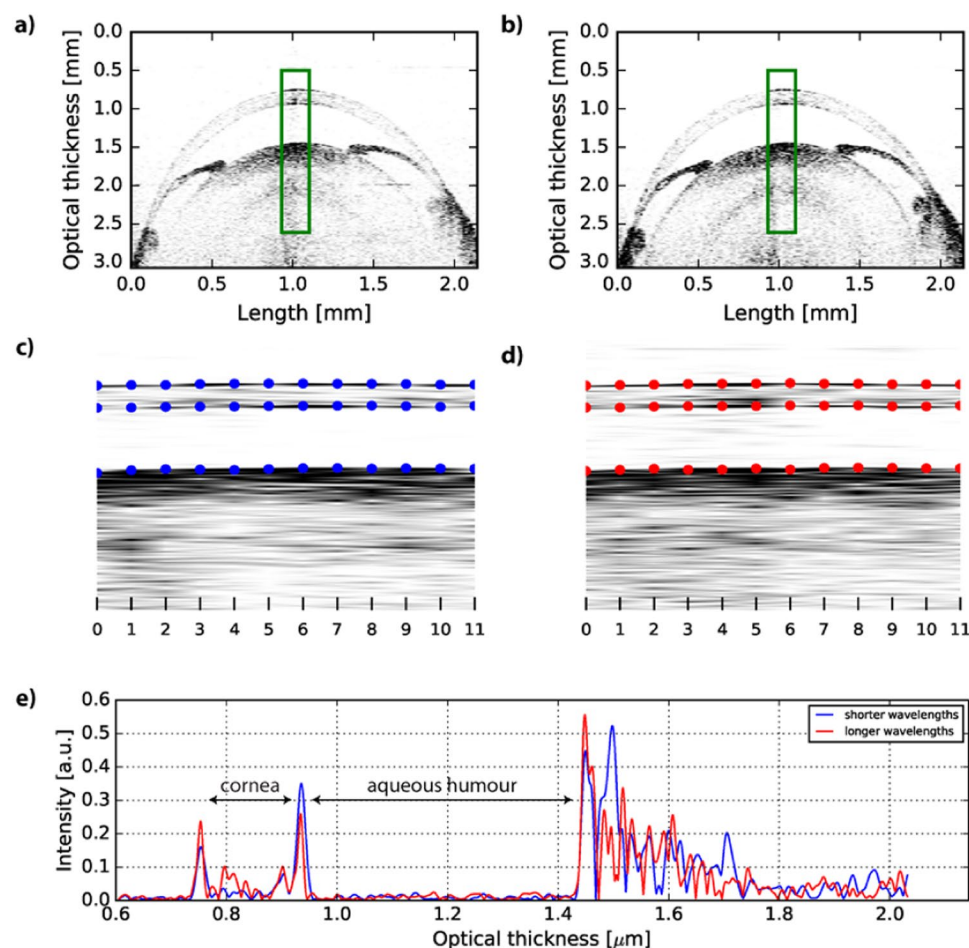 a)
b)
0.0
0.5
1.0
1.5
2.0
2.5
3.0
Optical thickness [mm]
0.0 0.5 1.0 1.5 2.0
Length [mm]
0.0
0.5
1.0
1.5
2.0
2.5
3.0
Optical thickness [mm]
0.0 0.5 1.0 1.5 2.0
Length [mm]
c)
d)
0 1 2 3 4 5 6 7 8 9 10 11
0 1 2 3 4 5 6 7 8 9 10 11
e)
0.6
0.5
0.4
0.3
0.2
0.1
0.0
Intensity [a.u.]
cornea
aqueous humour
shorter wavelengths
longer wavelengths
0.6 0.8 1.0 1.2 1.4 1.6 1.8 2.0
Optical thickness [μm]